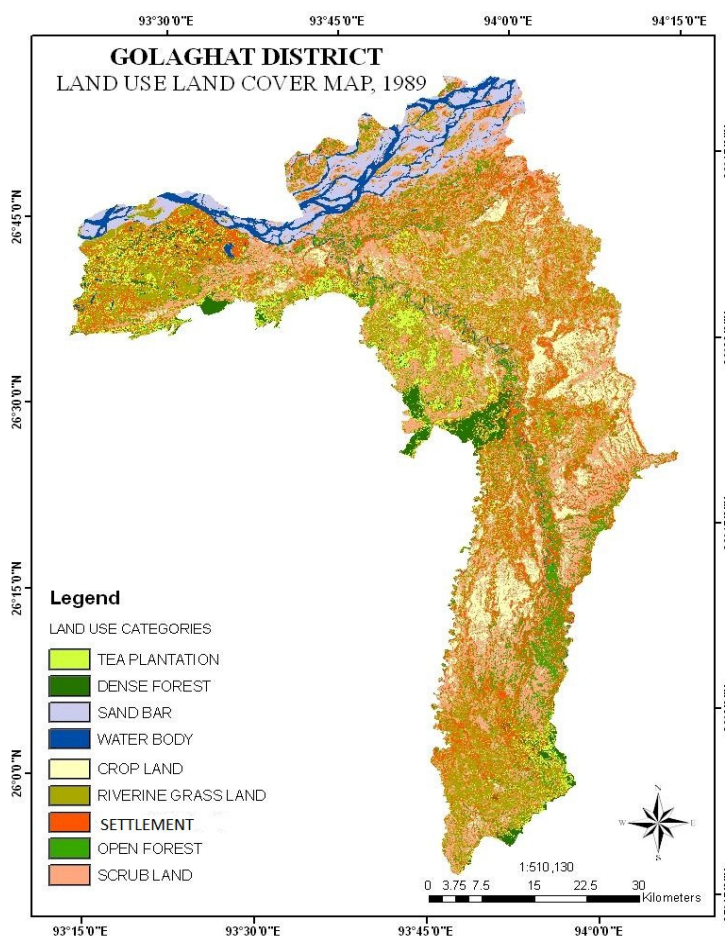 93°30'0"E 93°45'0"E 94°0'0"E 94°15'0"E
GOLAGHAT DISTRICT
LAND USE LAND COVER MAP, 1989
26°45'0"N
26°30'0"N
26°15'0"N
26°0'0"N
Legend
LAND USE CATEGORIES
TEA PLANTATION
DENSE FOREST
SAND BAR
WATER BODY
CROP LAND
RIVERINE GRASS LAND
SETTLEMENT
OPEN FOREST
SCRUB LAND
N
W E
S
1:510,130
0 3.75 7.5 15 22.5 30
Kilometers
93°15'0"E 93°30'0"E 93°45'0"E 94°0'0"E